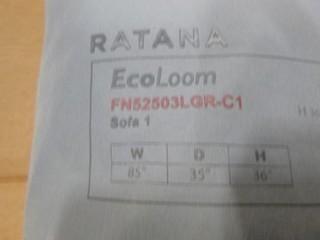 RATANA
EcoLoom
FN52503LGR-C1
Sofa 1
W D H
85" 35" 36"